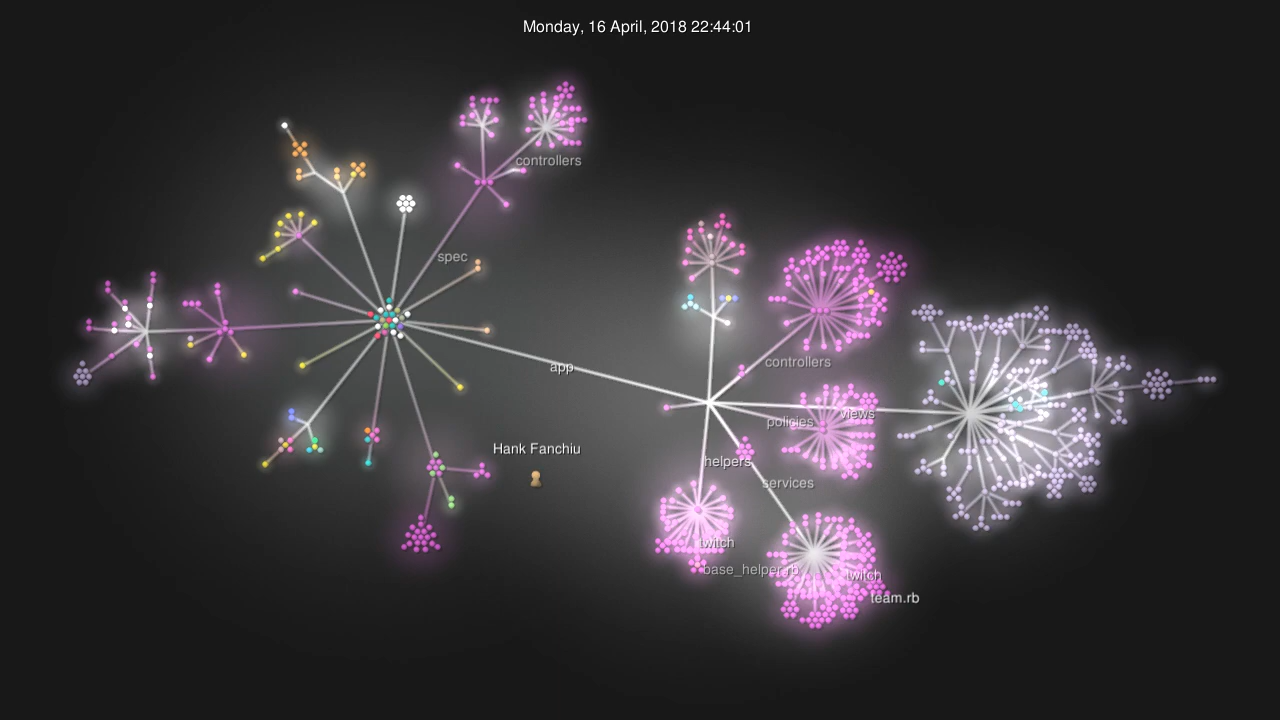 Monday, 16 April, 2018 22:44:01
controllers
spec
app
controllers
views
policies
Hank Fanchiu
helpers
services
twitch
base_helper.rb
twitch
team.rb